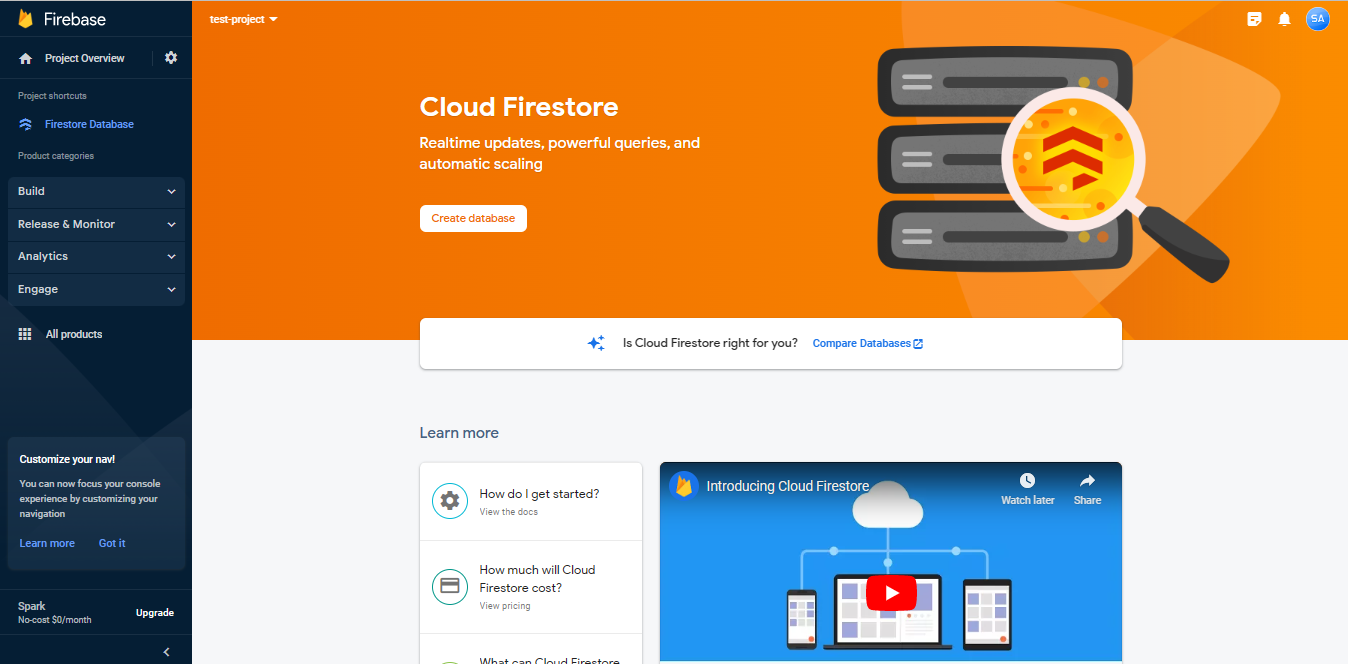 Firebase
test-project
SA
Project Overview
Project shortcuts
Firestore Database
Product categories
Build
Release & Monitor
Analytics
Engage
All products
Customize your nav!
You can now focus your console
experience by customizing your
navigation
Learn more
Got it
Spark
No-cost $0/month
Upgrade
Cloud Firestore
Realtime updates, powerful queries, and
automatic scaling
Create database
Is Cloud Firestore right for you?
Compare Databases
Learn more
How do I get started?
View the docs
How much will Cloud
Firestore cost?
View pricing
What can Cloud Firestore
Introducing Cloud Firestore
Watch later
Share